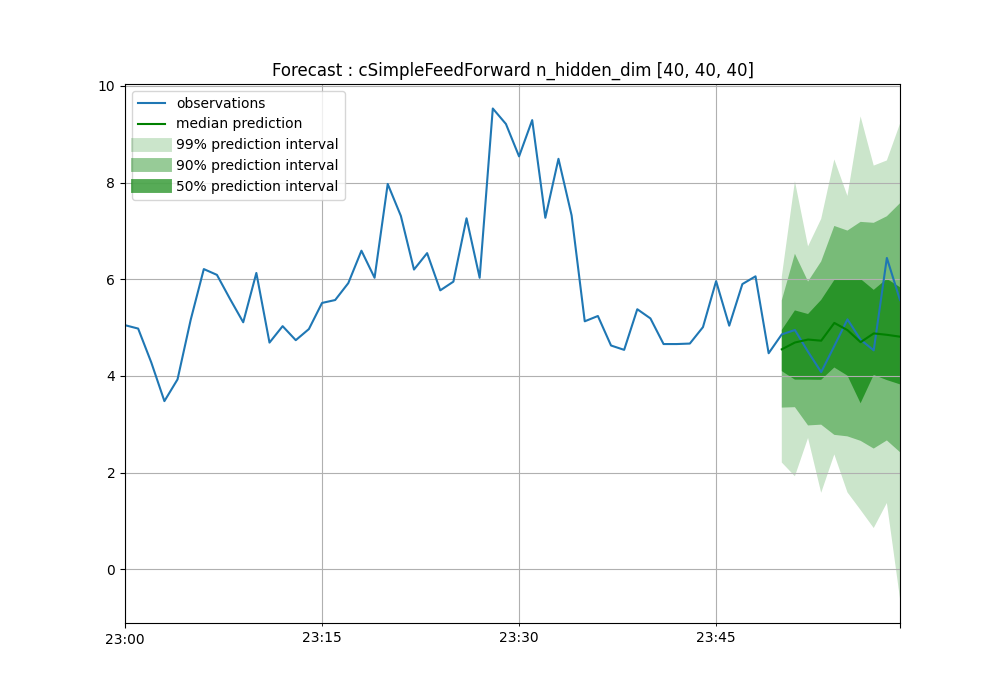 Forecast : cSimpleFeedForward n_hidden_dim [40, 40, 40]
observations
median prediction
99% prediction interval
90% prediction interval
50% prediction interval
10
8
6
4
2
0
23:00 23:15 23:30 23:45